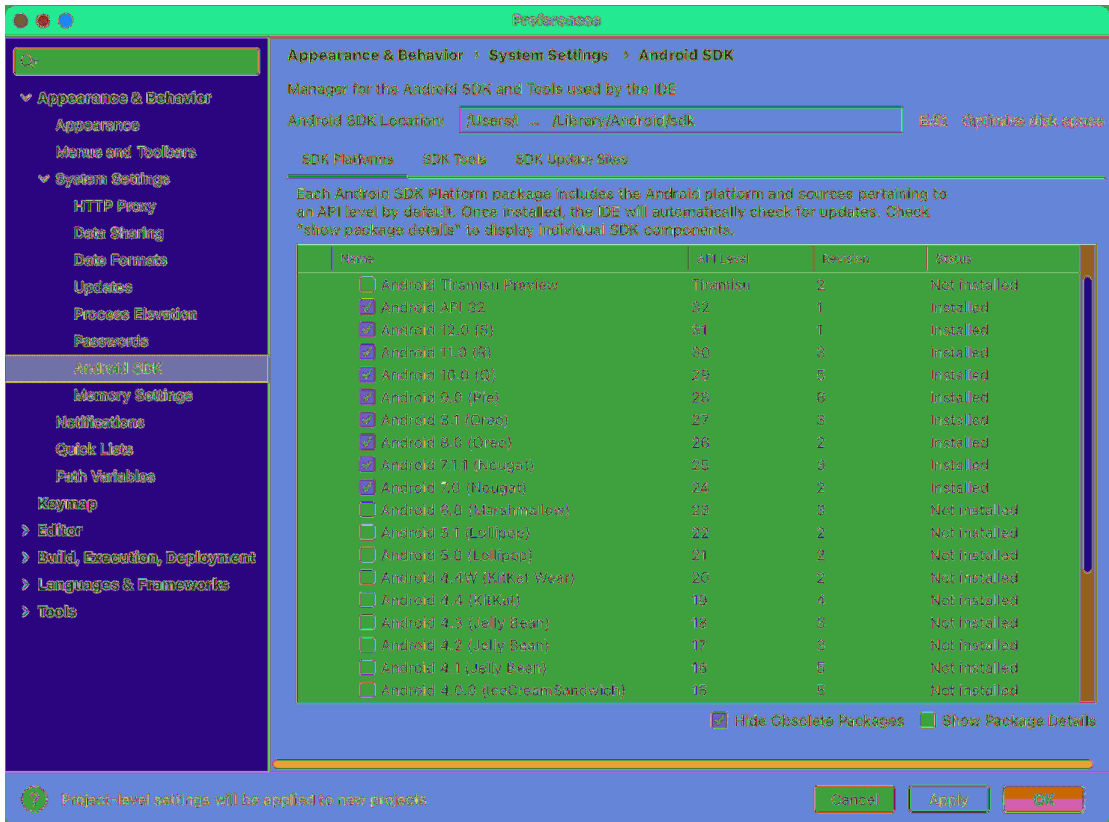 Preferences
Appearance & Behavior › System Settings › Android SDK
Manager for the Android SDK and Tools used by the IDE
Android SDK Location: /Users/ ... /Library/Android/sdk Edit Optimize disk space
SDK Platforms SDK Tools SDK Update Sites
Each Android SDK Platform package includes the Android platform and sources pertaining to
an API level by default. Once installed, the IDE will automatically check for updates. Check
"show package details" to display individual SDK components.
Name API Level Revision Status
Android Tiramisu Preview Tiramisu 2 Not installed
Android API 32 32 1 Installed
Android 12.0 (S) 31 1 Installed
Android 11.0 (R) 30 3 Installed
Android 10.0 (Q) 29 5 Installed
Android 9.0 (Pie) 28 6 Installed
Android 8.1 (Oreo) 27 3 Installed
Android 8.0 (Oreo) 26 2 Installed
Android 7.1.1 (Nougat) 25 3 Installed
Android 7.0 (Nougat) 24 2 Installed
Android 6.0 (Marshmallow) 23 3 Not installed
Android 5.1 (Lollipop) 22 2 Not installed
Android 5.0 (Lollipop) 21 2 Not installed
Android 4.4W (KitKat Wear) 20 2 Not installed
Android 4.4 (KitKat) 19 4 Not installed
Android 4.3 (Jelly Bean) 18 3 Not installed
Android 4.2 (Jelly Bean) 17 3 Not installed
Android 4.1 (Jelly Bean) 16 5 Not installed
Android 4.0.3 (IceCreamSandwich) 15 5 Not installed
Hide Obsolete Packages Show Package Details
Appearance & Behavior
Appearance
Menus and Toolbars
System Settings
HTTP Proxy
Data Sharing
Date Formats
Updates
Process Elevation
Passwords
Android SDK
Memory Settings
Notifications
Quick Lists
Path Variables
Keymap
Editor
Build, Execution, Deployment
Languages & Frameworks
Tools
? Project-level settings will be applied to new projects
Cancel Apply OK